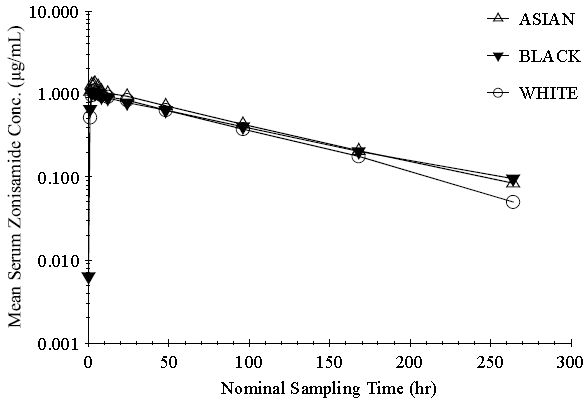 10.000
1.000
0.100
0.010
0.001
Mean Serum Zonisamide Conc. (µg/mL)
ASIAN
BLACK
WHITE
0 50 100 150 200 250 300
Nominal Sampling Time (hr)